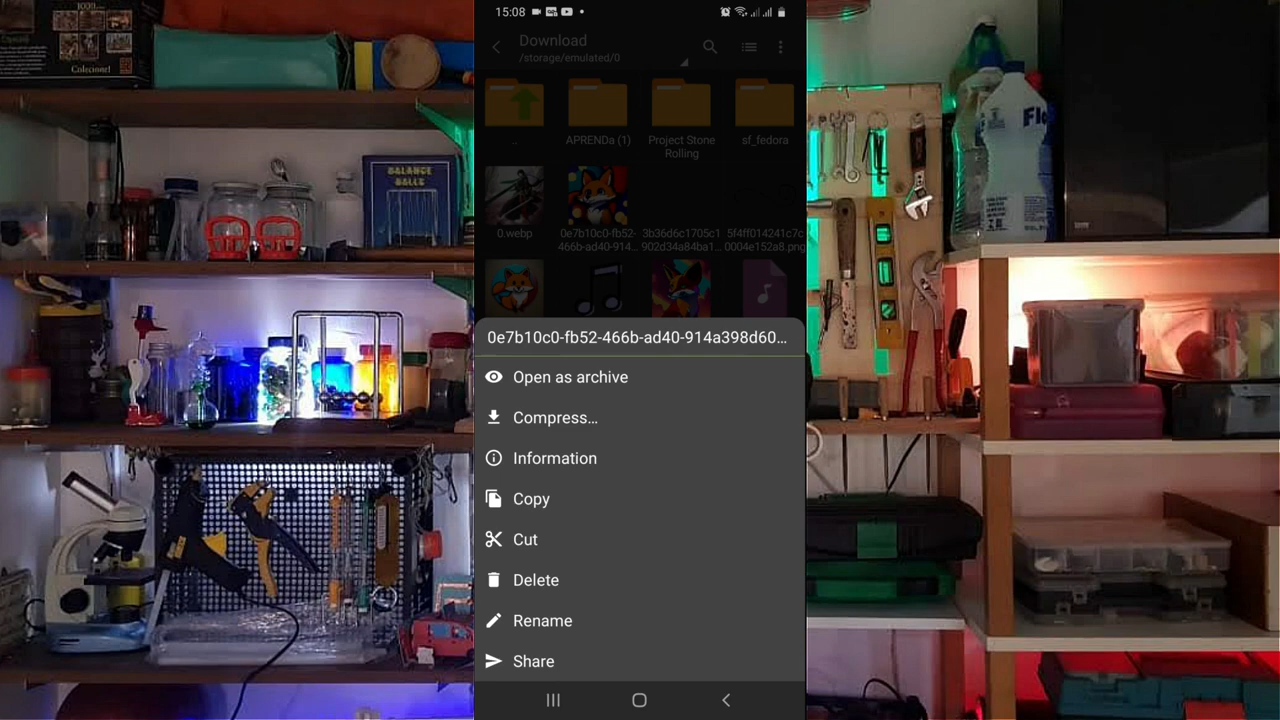 1000
Colecione!
BALANCE
BALLS
15:08
Download
/storage/emulated/0
..
APRENDa (1)
Project Stone
Rolling
sf_fedora
0.webp
0e7b10c0-fb52-
466b-ad40-914...
3b36d6c1705c1
902d34a84ba1...
5f4ff014241c7c
0004e152a8.png
0e7b10c0-fb52-466b-ad40-914a398d60...
Open as archive
Compress...
Information
Copy
Cut
Delete
Rename
Share